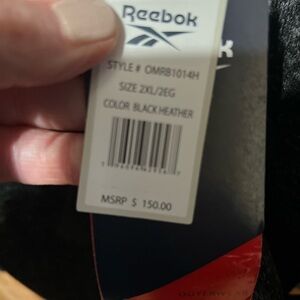 Reebok
STYLE# OMRB1014H
SIZE 2XL/2EG
COLOR BLACK HEATHER
MSRP $ 150.00